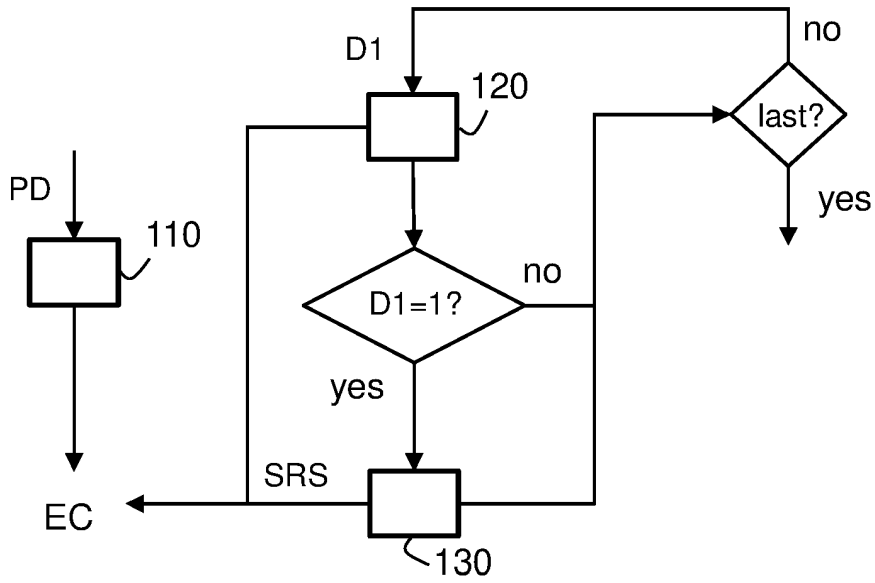 no
D1
120
last?
PD
yes
110
no
D1=1?
yes
SRS
EC
130